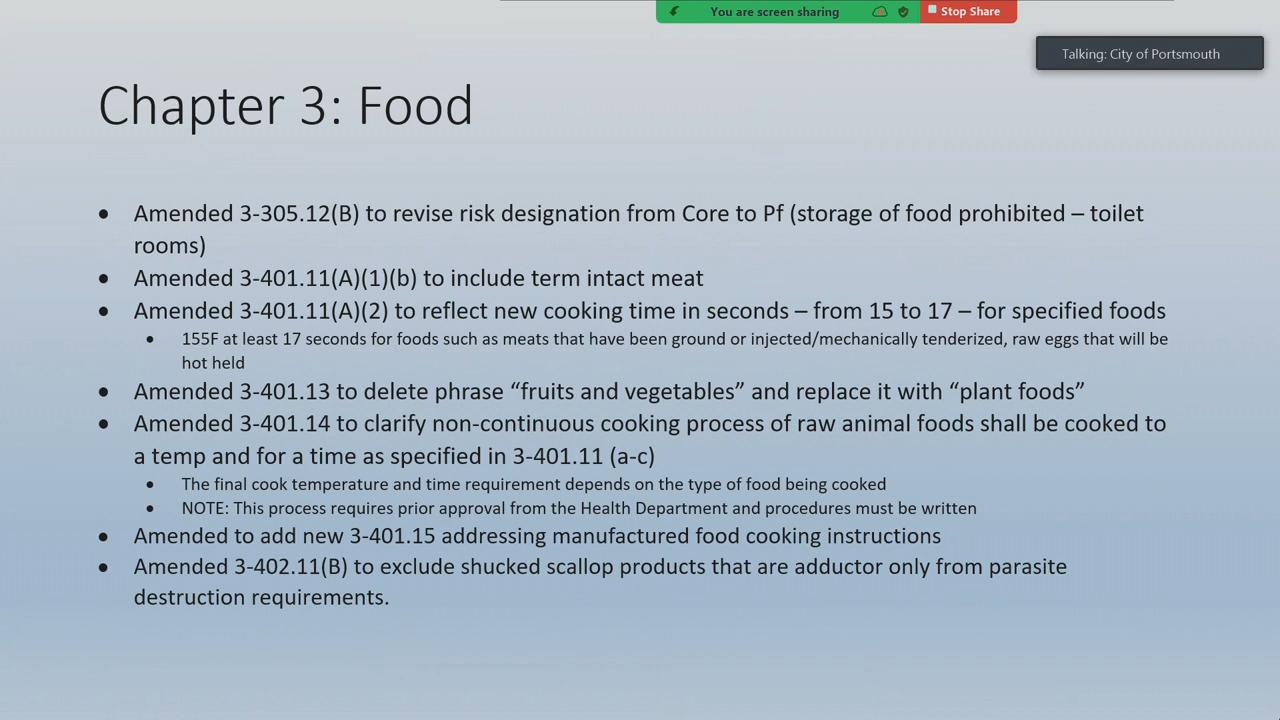 You are screen sharing
Stop Share
Talking: City of Portsmouth
Chapter 3: Food
• Amended 3-305.12(B) to revise risk designation from Core to Pf (storage of food prohibited – toilet
rooms)
• Amended 3-401.11(A)(1)(b) to include term intact meat
• Amended 3-401.11(A)(2) to reflect new cooking time in seconds – from 15 to 17 – for specified foods
• 155F at least 17 seconds for foods such as meats that have been ground or injected/mechanically tenderized, raw eggs that will be
hot held
• Amended 3-401.13 to delete phrase “fruits and vegetables” and replace it with “plant foods”
• Amended 3-401.14 to clarify non-continuous cooking process of raw animal foods shall be cooked to
a temp and for a time as specified in 3-401.11 (a-c)
• The final cook temperature and time requirement depends on the type of food being cooked
• NOTE: This process requires prior approval from the Health Department and procedures must be written
• Amended to add new 3-401.15 addressing manufactured food cooking instructions
• Amended 3-402.11(B) to exclude shucked scallop products that are adductor only from parasite
destruction requirements.